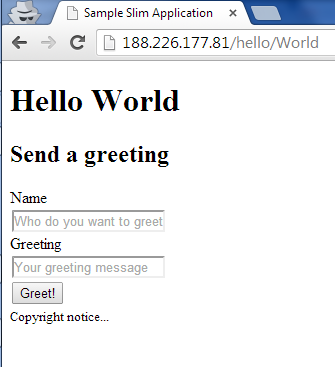 Sample Slim Application
188.226.177.81/hello/World
Hello World
Send a greeting
Name
Who do you want to greet
Greeting
Your greeting message
Greet!
Copyright notice...